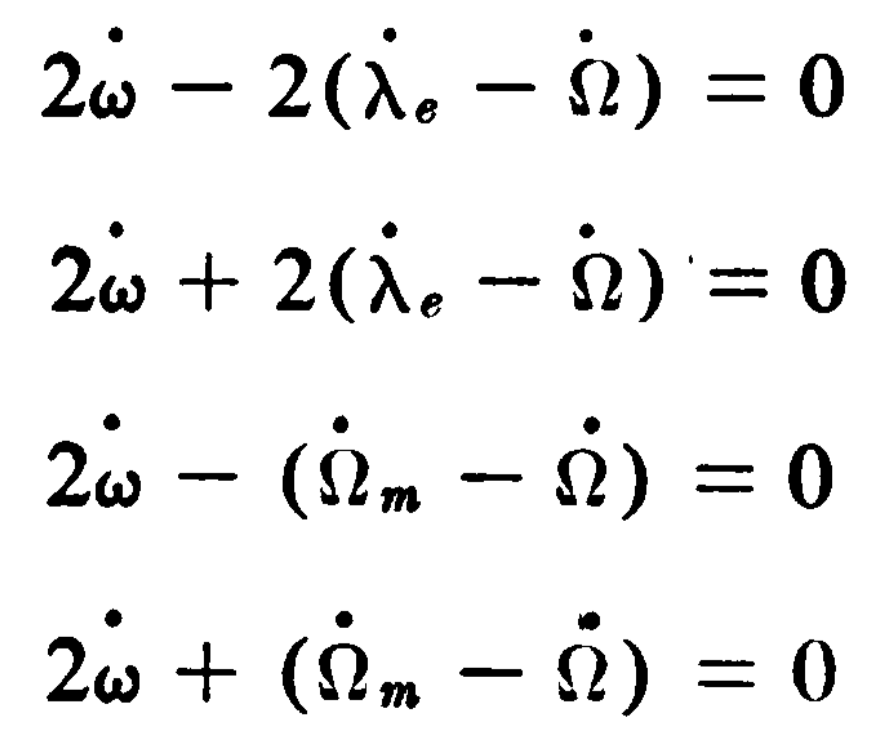 2ω̇ − 2(λ̇ₑ − Ω̇) = 0
2ω̇ + 2(λ̇ₑ − Ω̇) = 0
2ω̇ − (Ω̇ₘ − Ω̇) = 0
2ω̇ + (Ω̇ₘ − Ω̇) = 0